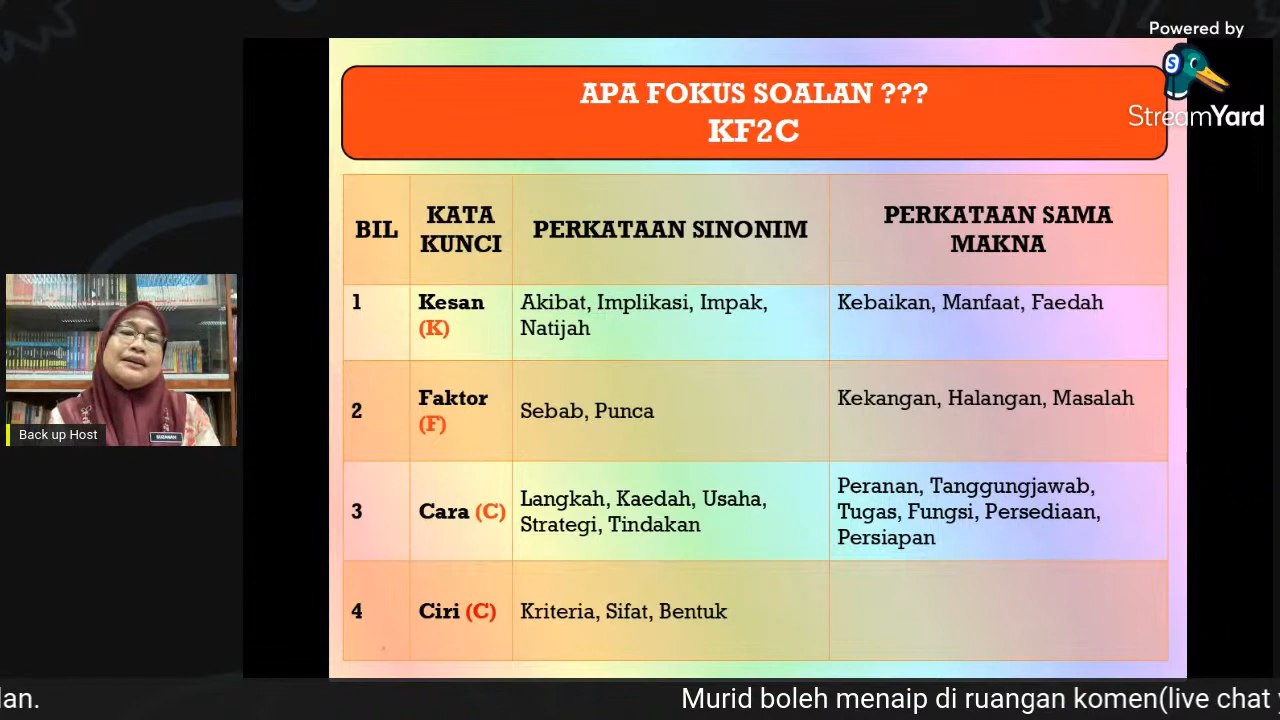 Powered by
StreamYard
APA FOKUS SOALAN ???
KF2C
BIL
KATA
KUNCI
PERKATAAN SINONIM
PERKATAAN SAMA
MAKNA
1
Kesan
(K)
Akibat, Implikasi, Impak,
Natijah
Kebaikan, Manfaat, Faedah
2
Faktor
(F)
Sebab, Punca
Kekangan, Halangan, Masalah
3
Cara (C)
Langkah, Kaedah, Usaha,
Strategi, Tindakan
Peranan, Tanggungjawab,
Tugas, Fungsi, Persediaan,
Persiapan
4
Ciri (C)
Kriteria, Sifat, Bentuk
Back up Host
Murid boleh menaip di ruangan komen(live chat